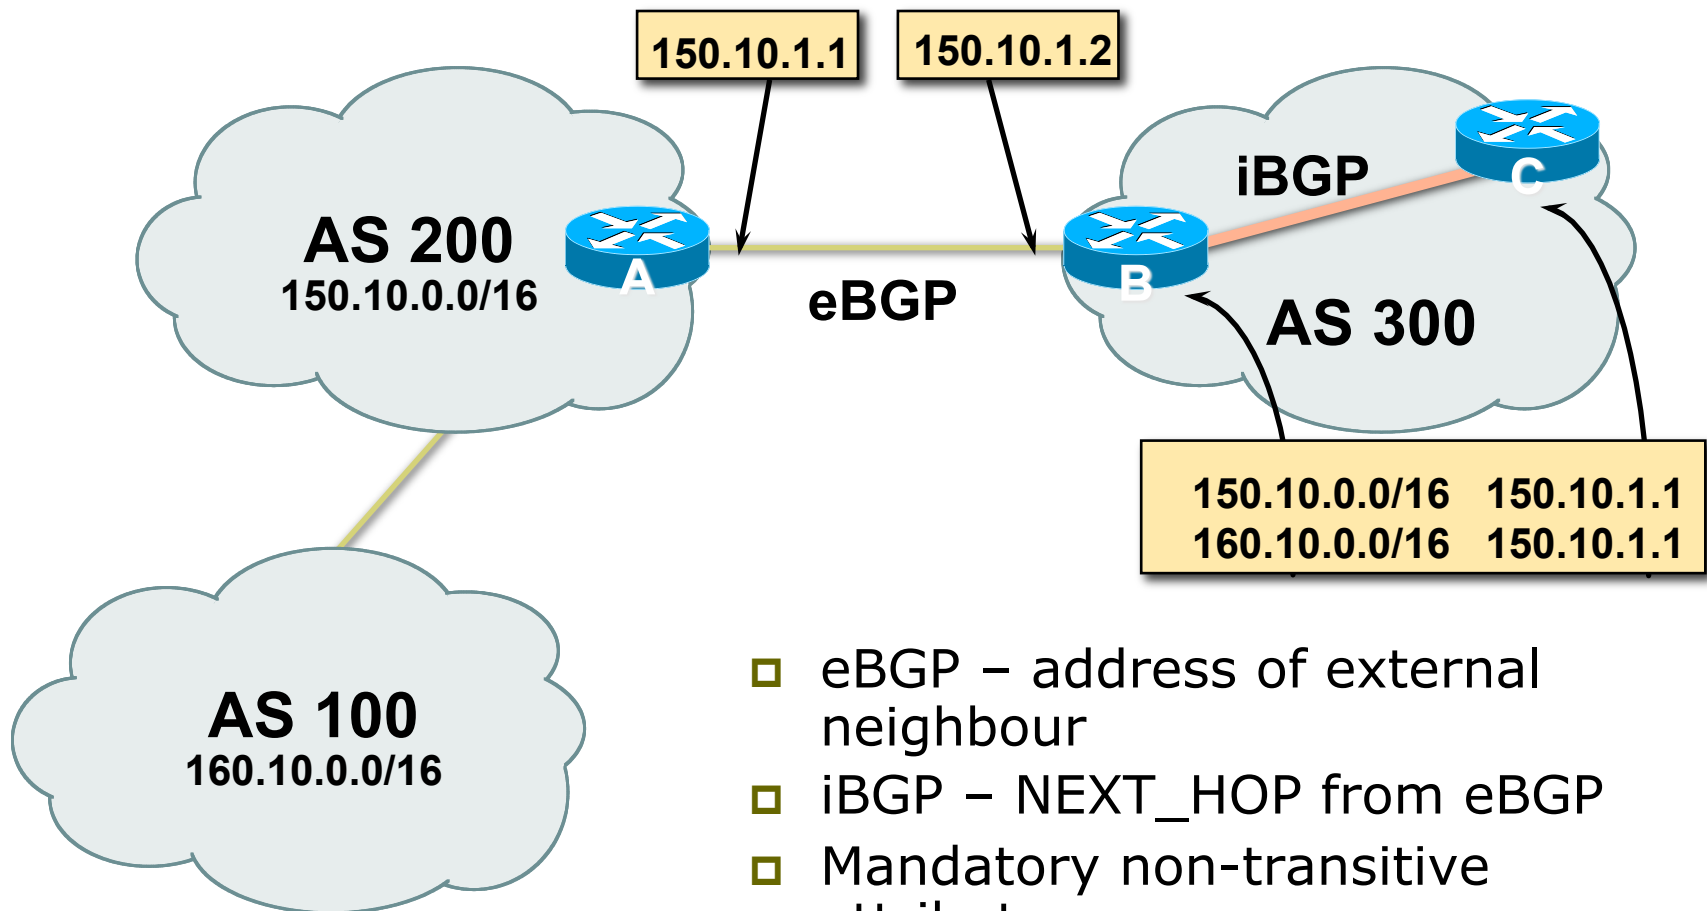 150.10.1.1
150.10.1.2
iBGP
C
AS 200
150.10.0.0/16
A
B
eBGP
AS 300
150.10.0.0/16 150.10.1.1
160.10.0.0/16 150.10.1.1
AS 100
160.10.0.0/16
eBGP – address of external
neighbour
iBGP – NEXT_HOP from eBGP
Mandatory non-transitive